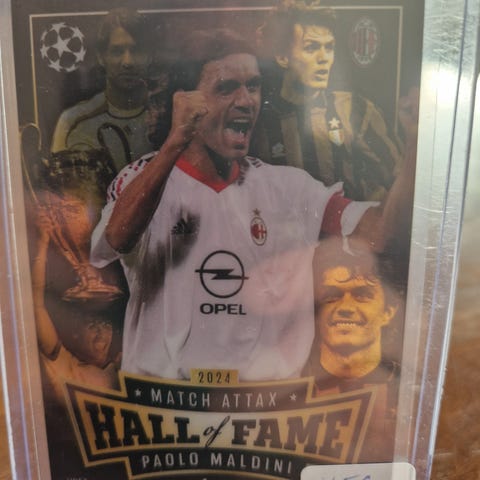 OPEL
2024
MATCH ATTAX
HALL of FAME
PAOLO MALDINI